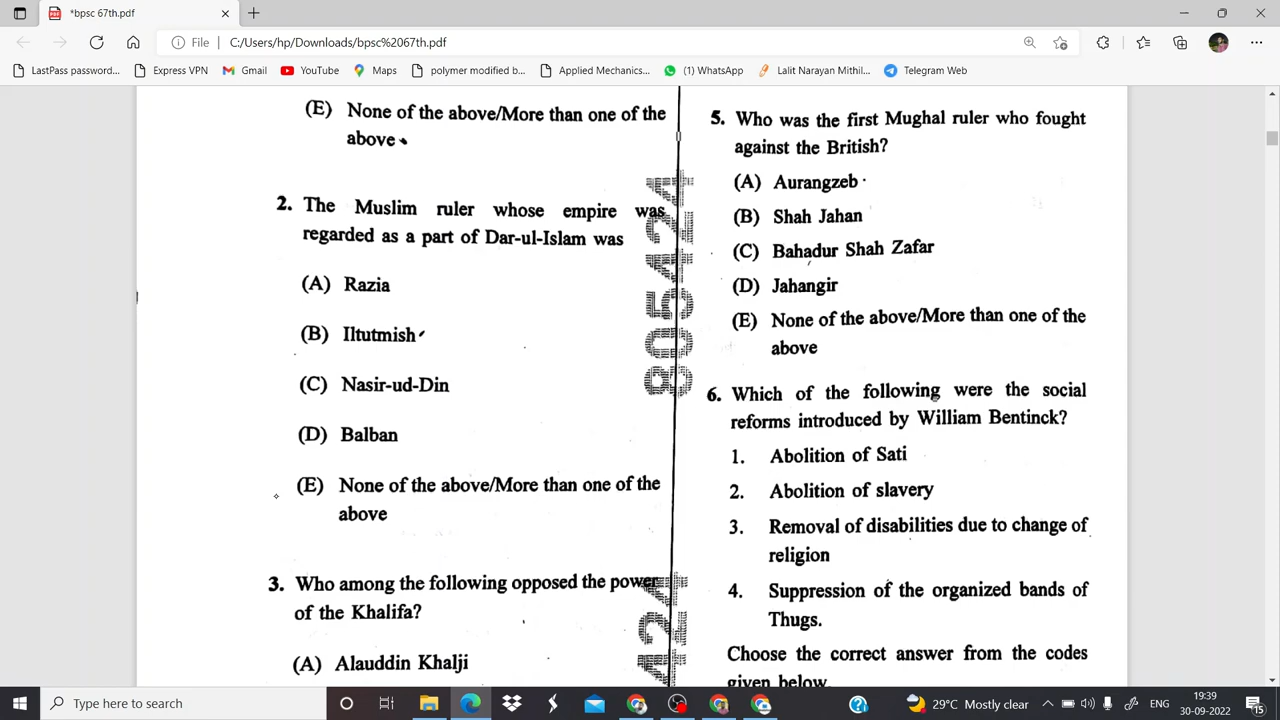 *bpsc 67th.pdf
File C:/Users/hp/Downloads/bpsc%2067th.pdf
LastPass password... Express VPN Gmail YouTube Maps polymer modified b... Applied Mechanics... (1) WhatsApp Lalit Narayan Mithil... Telegram Web
(E) None of the above/More than one of the
above
2. The Muslim ruler whose empire was
regarded as a part of Dar-ul-Islam was
(A) Razia
(B) Iltutmish
(C) Nasir-ud-Din
(D) Balban
(E) None of the above/More than one of the
above
3. Who among the following opposed the power
of the Khalifa?
(A) Alauddin Khalji
5. Who was the first Mughal ruler who fought
against the British?
(A) Aurangzeb
(B) Shah Jahan
(C) Bahadur Shah Zafar
(D) Jahangir
(E) None of the above/More than one of the
above
6. Which of the following were the social
reforms introduced by William Bentinck?
1. Abolition of Sati
2. Abolition of slavery
3. Removal of disabilities due to change of
religion
4. Suppression of the organized bands of
Thugs.
Choose the correct answer from the codes
given below.
Type here to search
29°C Mostly clear
19:39
30-09-2022